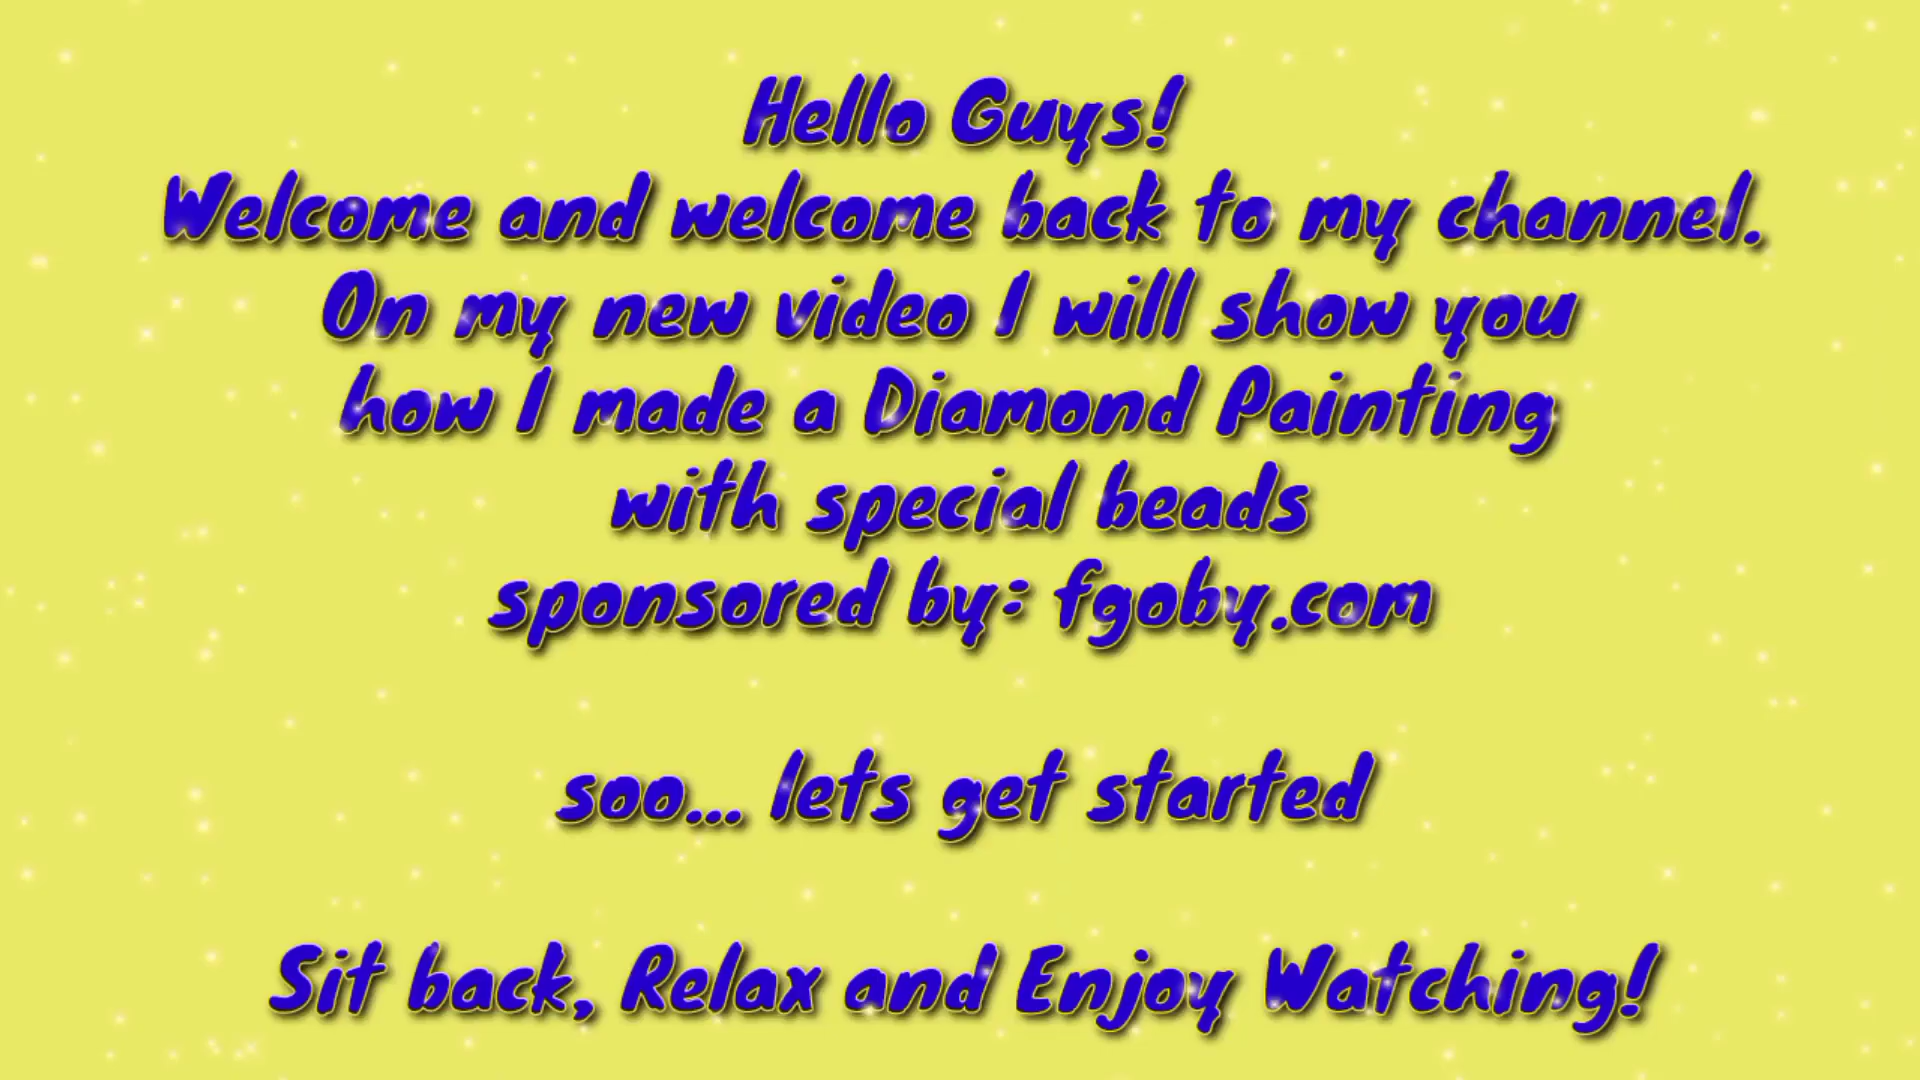 Hello Guys!
Welcome and welcome back to my channel.
On my new video I will show you
how I made a Diamond Painting
with special beads
sponsored by: fgoby.com
soo... lets get started
Sit back, Relax and Enjoy Watching!